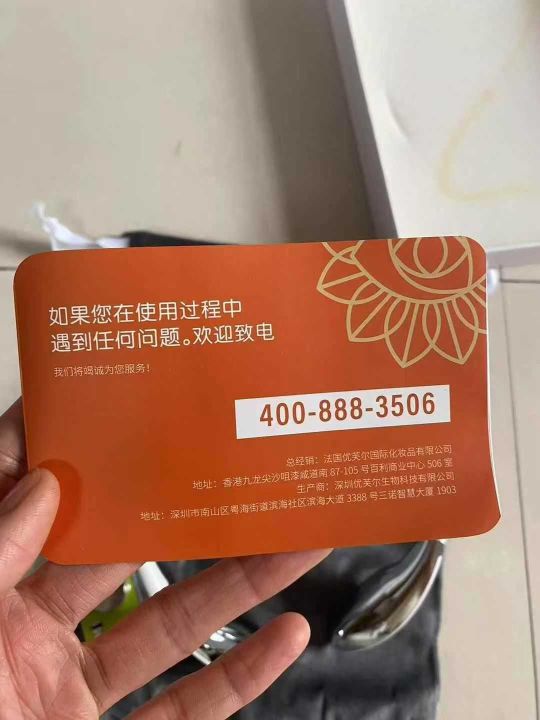 如果您在使用过程中
遇到任何问题。欢迎致电
我们将竭诚为您服务！
400-888-3506
总经销：法国优芙尔国际化妆品有限公司
地址：香港九龙尖沙咀漆咸道南 87-105 号百利商业中心 506 室
生产商：深圳优芙尔生物科技有限公司
地址：深圳市南山区粤海街道滨海社区滨海大道 3388 号三诺智慧大厦 1903